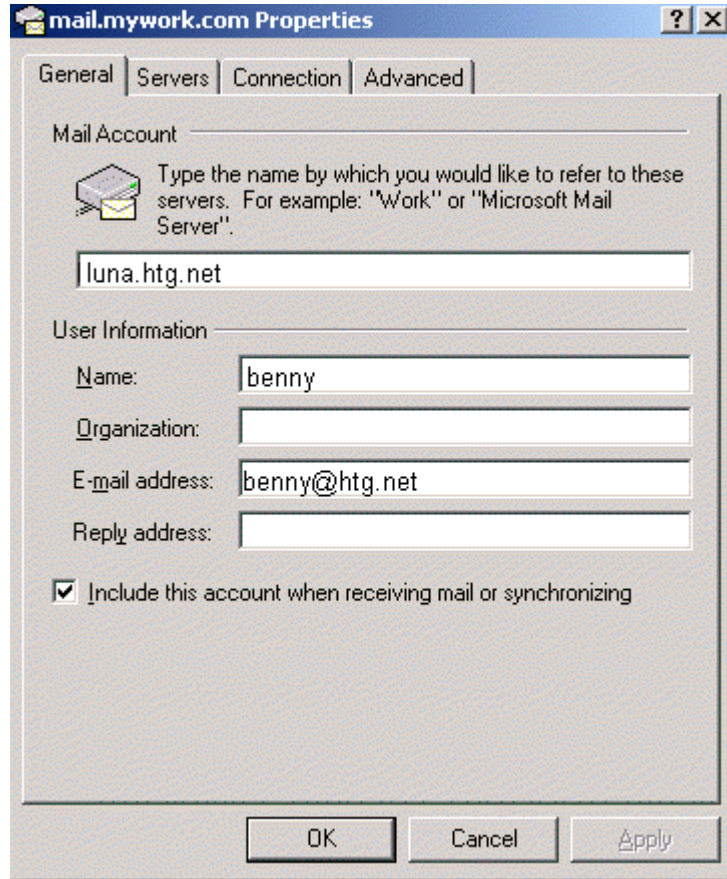 mail.mywork.com Properties
General Servers Connection Advanced
Mail Account
Type the name by which you would like to refer to these
servers. For example: "Work" or "Microsoft Mail
Server".
luna.htg.net
User Information
Name: benny
Organization:
E-mail address: benny@htg.net
Reply address:
Include this account when receiving mail or synchronizing
OK Cancel Apply